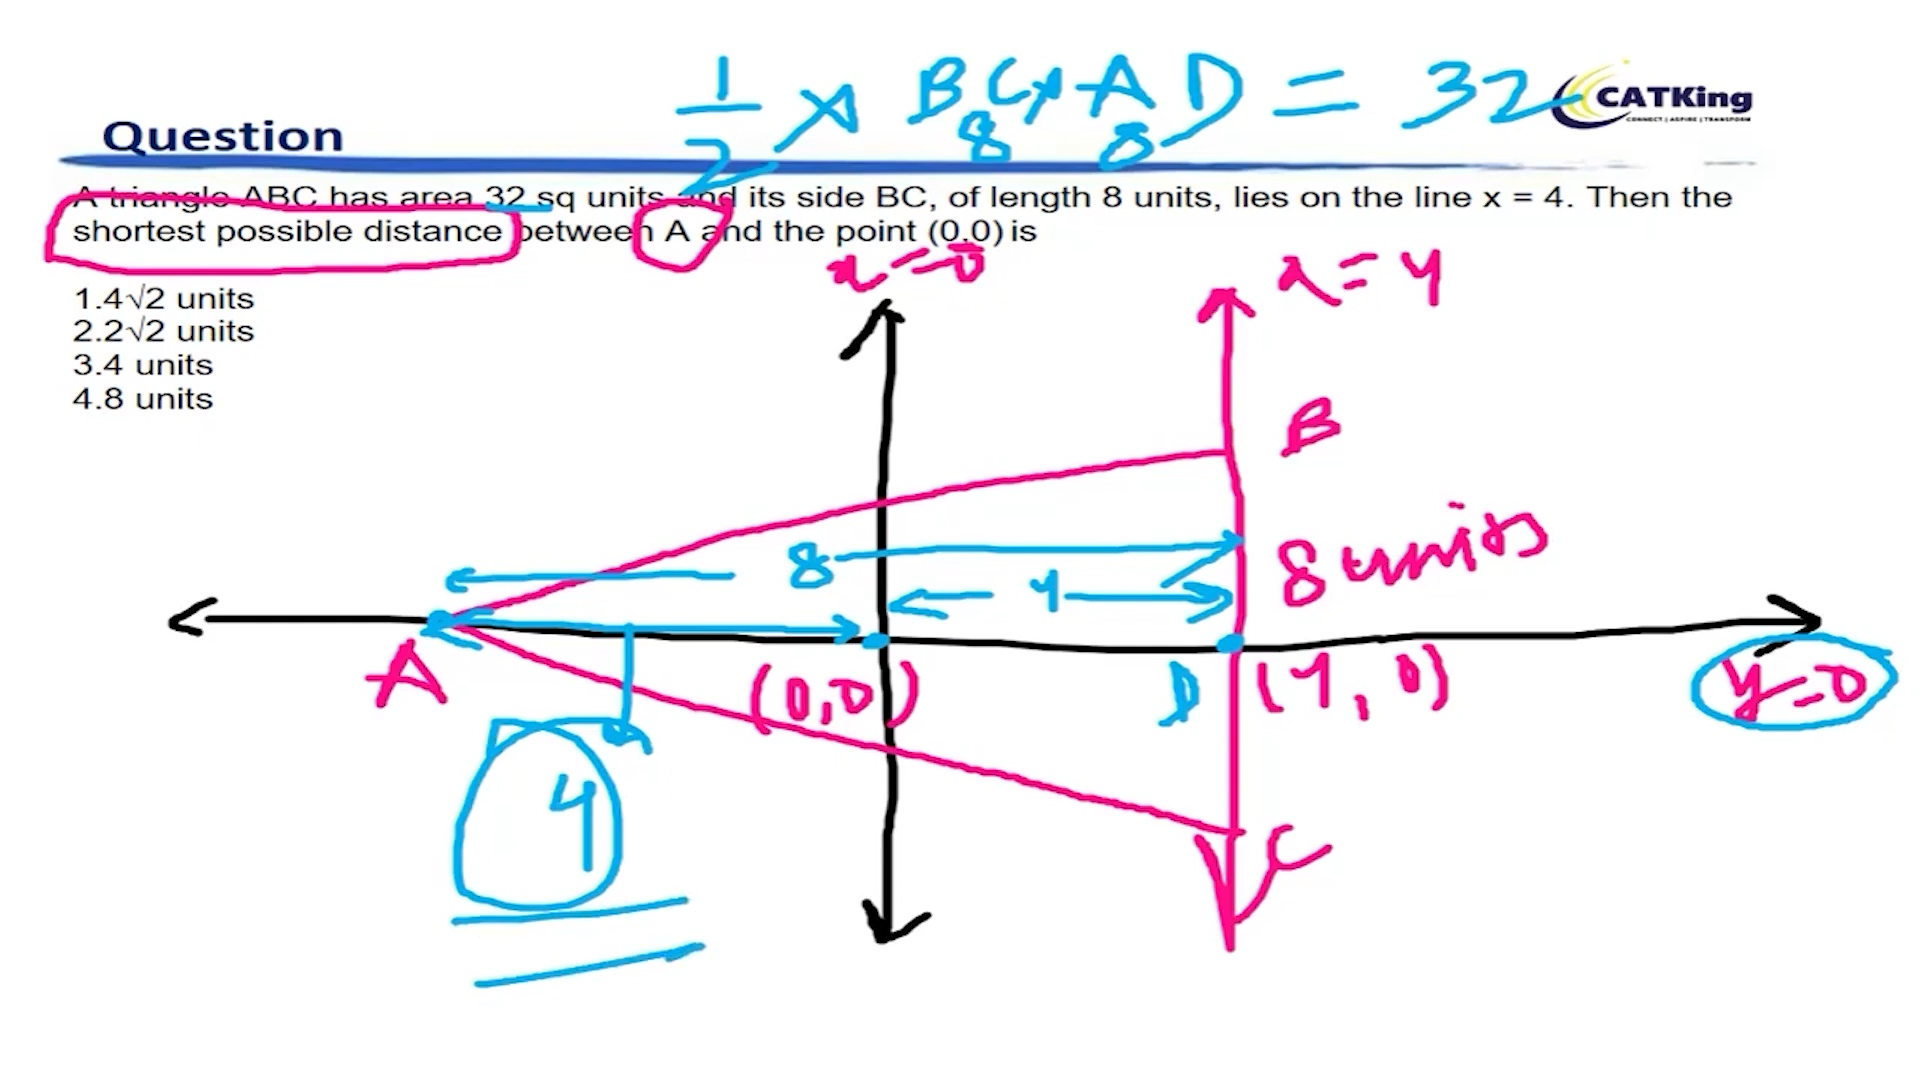 1/2 × BC × AD = 32
8 8
CATKing
CONNECT | ASPIRE | TRANSFORM
Question
A triangle ABC has area 32 sq units and its side BC, of length 8 units, lies on the line x = 4. Then the
shortest possible distance between A and the point (0,0) is
x=0
x=4
1.4√2 units
2.2√2 units
3.4 units
4.8 units
B
8
4
8 units
A
(0,0)
D
(4,0)
y=0
4
C